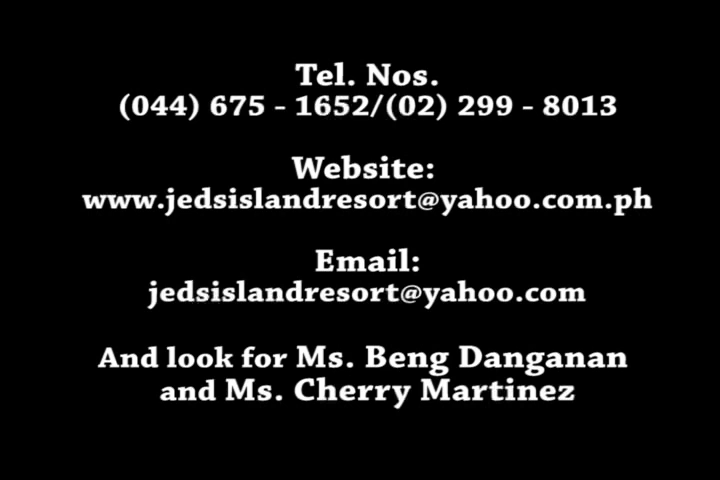 Tel. Nos.
(044) 675 - 1652/(02) 299 - 8013
Website:
www.jedsislandresort@yahoo.com.ph
Email:
jedsislandresort@yahoo.com
And look for Ms. Beng Danganan
and Ms. Cherry Martinez